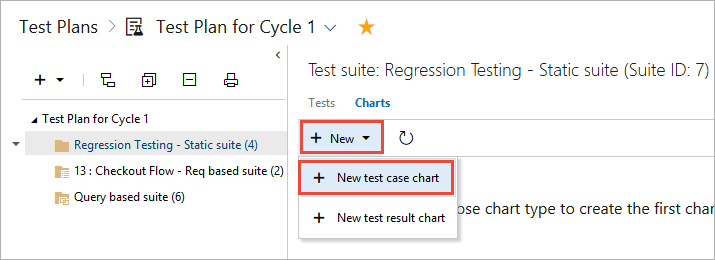 Test Plans > Test Plan for Cycle 1
Test suite: Regression Testing - Static suite (Suite ID: 7)
Tests Charts
Test Plan for Cycle 1
Regression Testing - Static suite (4)
13 : Checkout Flow - Req based suite (2)
Query based suite (6)
+ New
+ New test case chart
ose chart type to create the first char
+ New test result chart